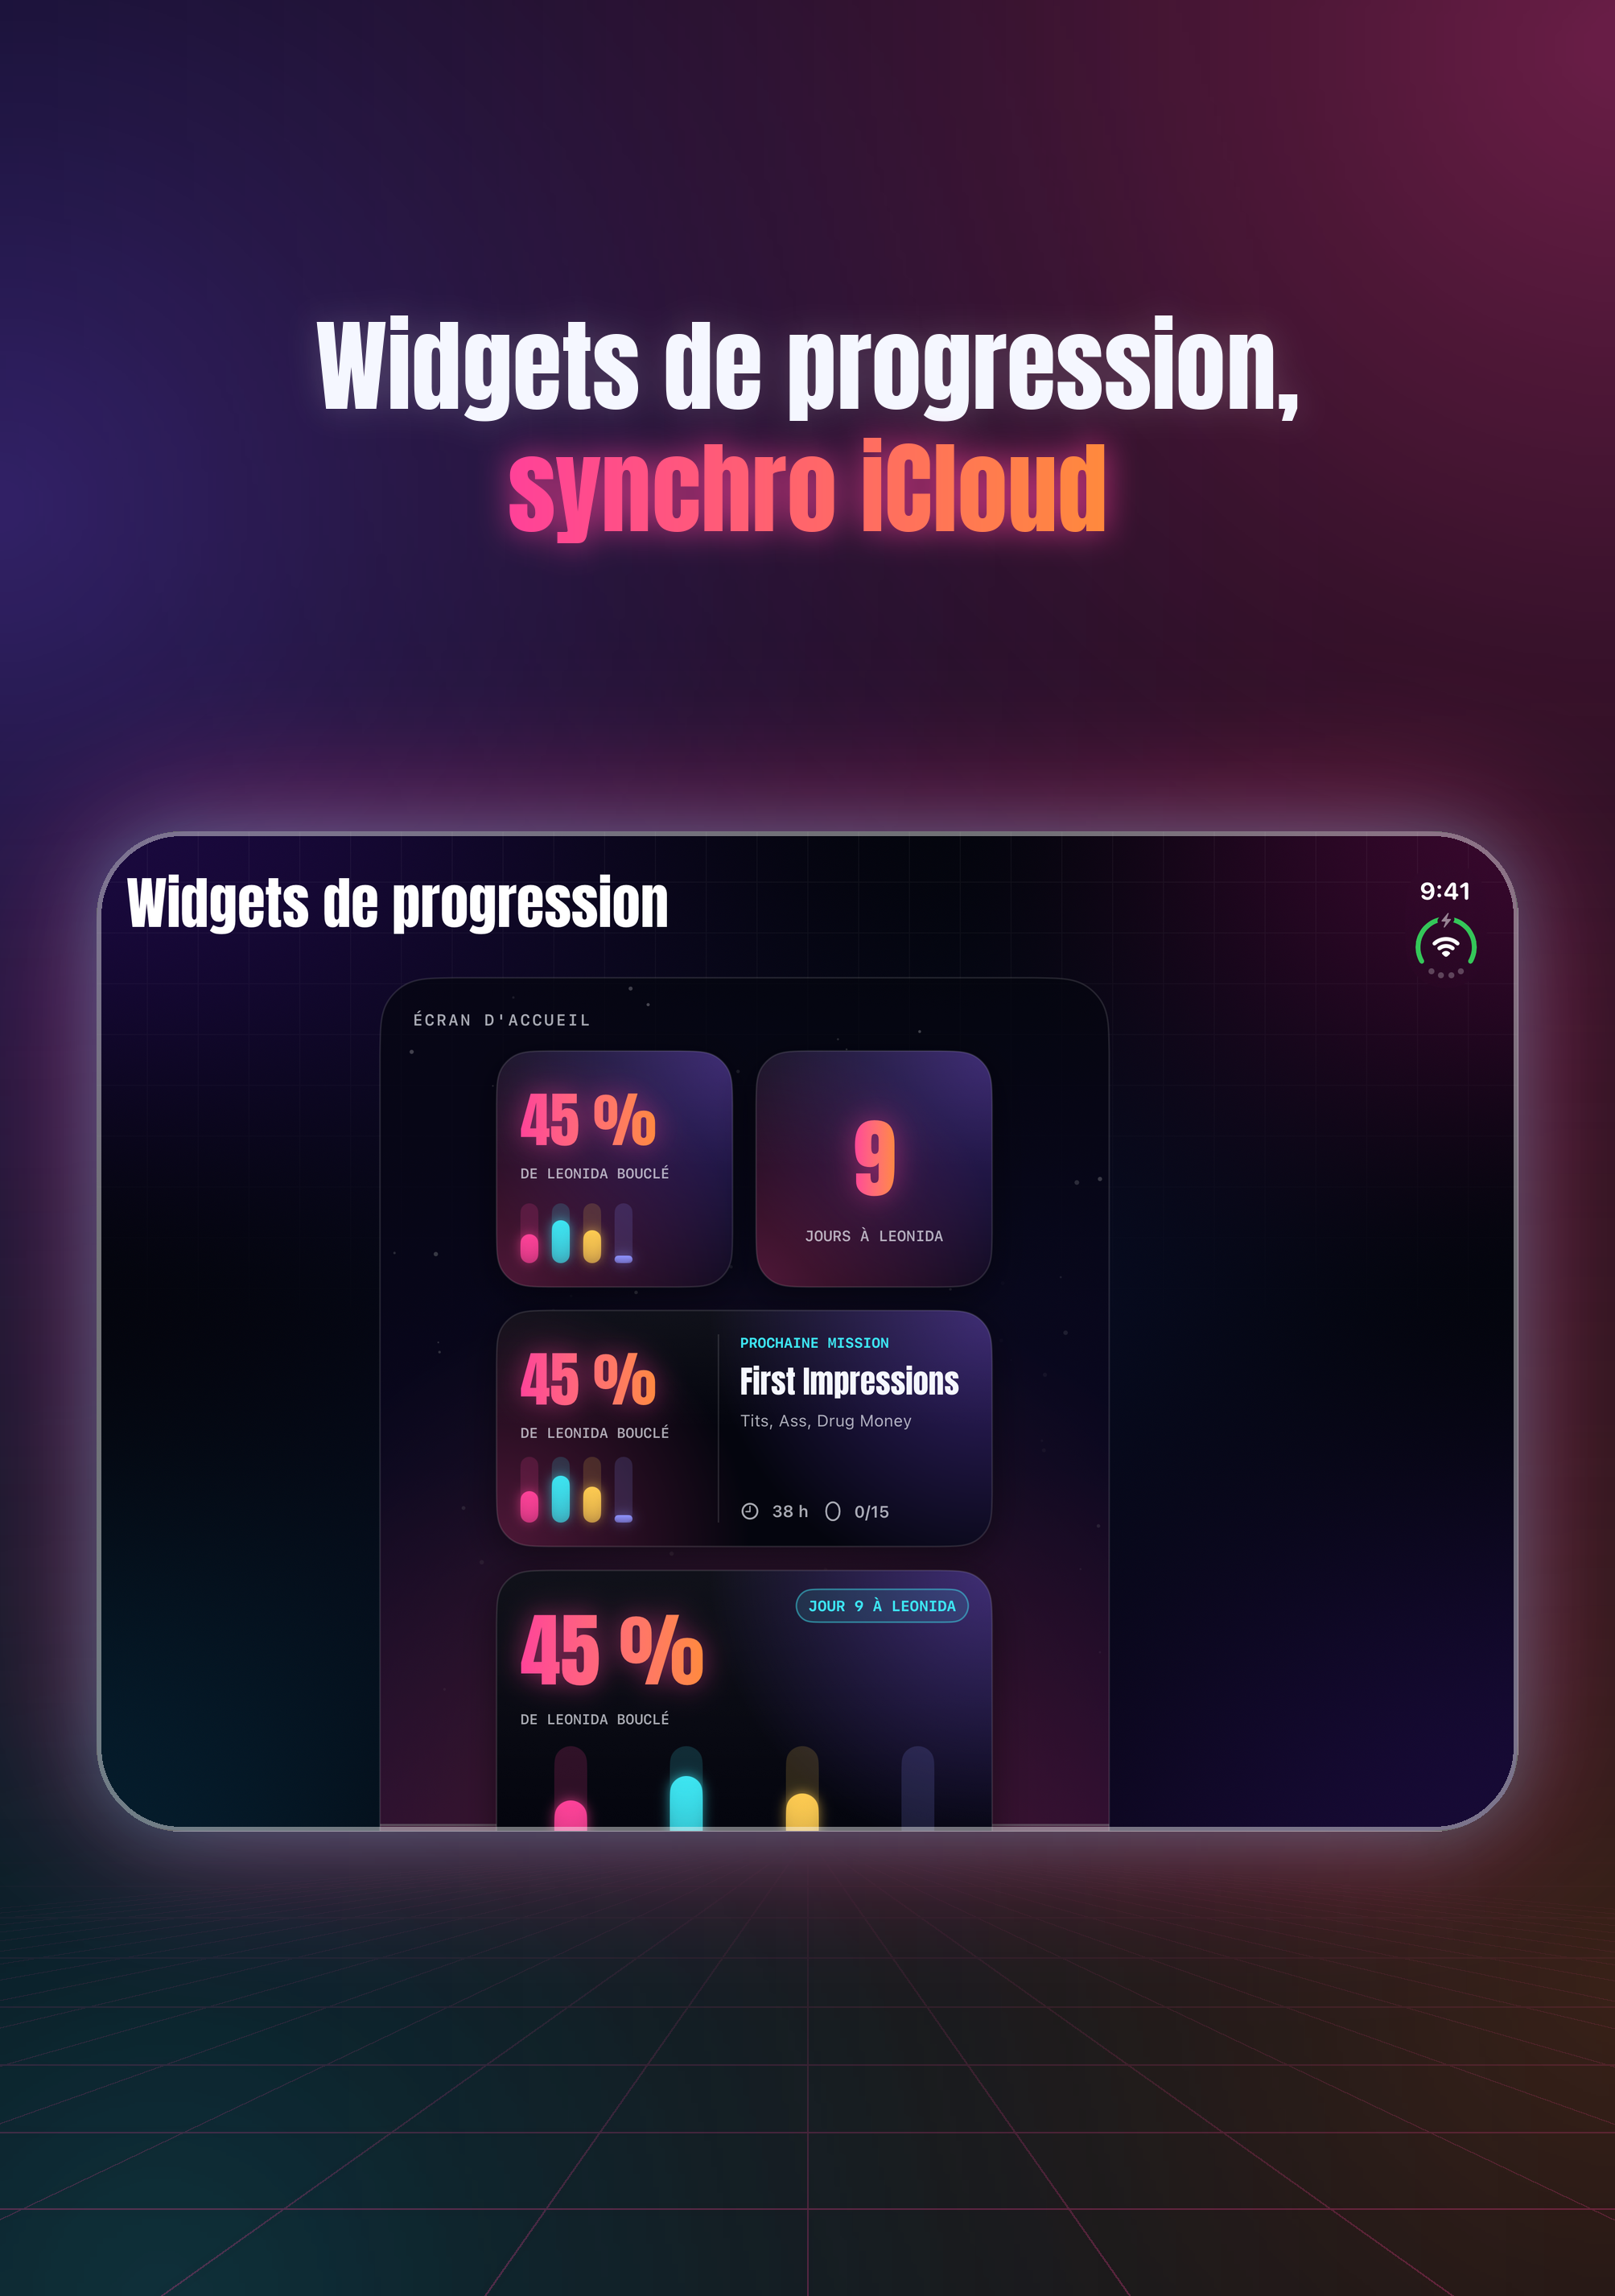 Widgets de progression,
synchro iCloud
Widgets de progression
9:41
ÉCRAN D'ACCUEIL
45 %
DE LEONIDA BOUCLÉ
9
JOURS À LEONIDA
45 %
DE LEONIDA BOUCLÉ
PROCHAINE MISSION
First Impressions
Tits, Ass, Drug Money
38 h 0/15
JOUR 9 À LEONIDA
45 %
DE LEONIDA BOUCLÉ